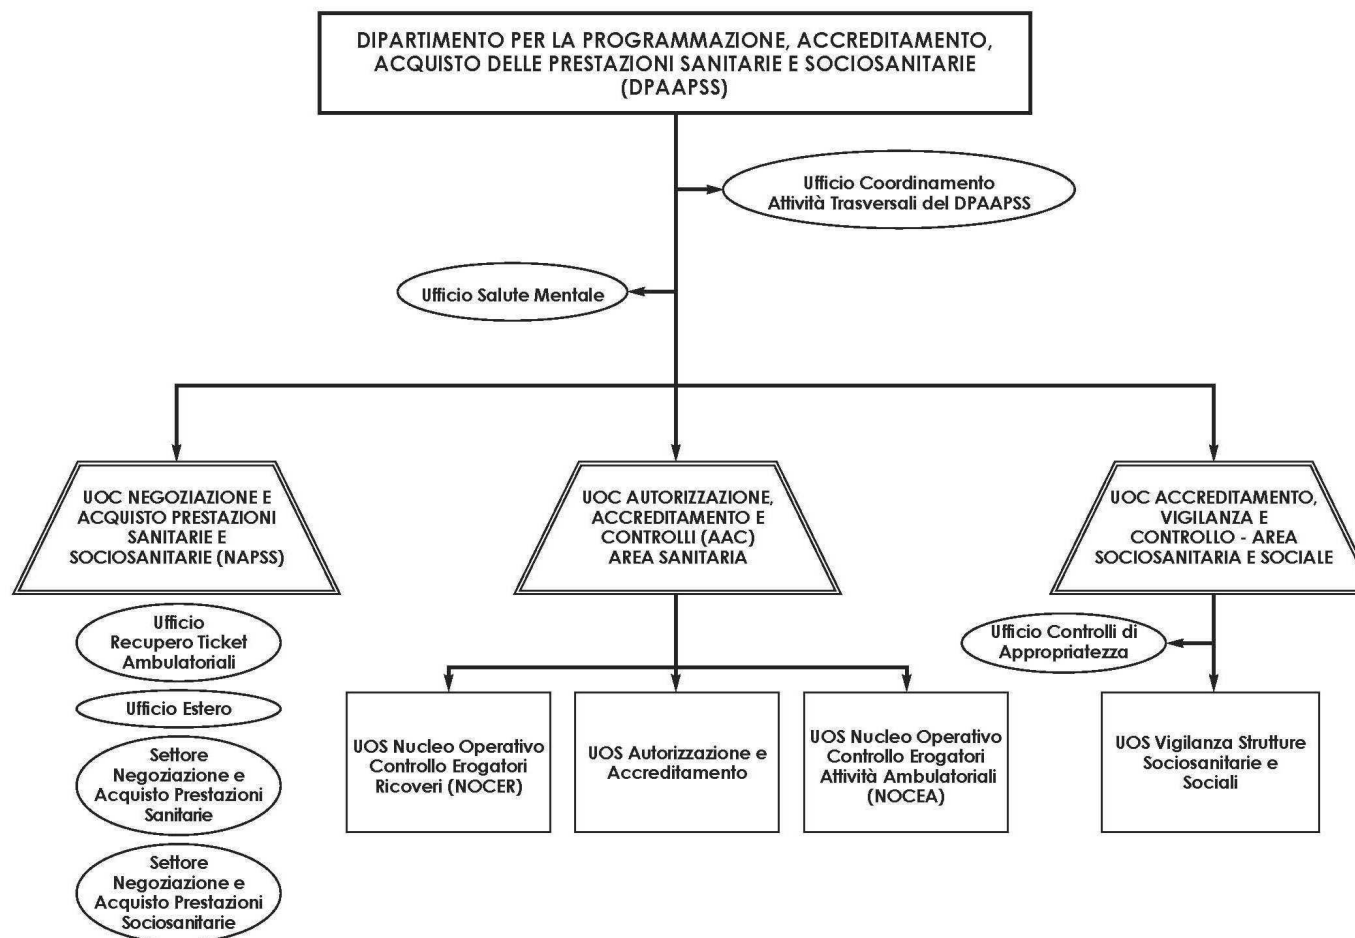 DIPARTIMENTO PER LA PROGRAMMAZIONE, ACCREDITAMENTO,
ACQUISTO DELLE PRESTAZIONI SANITARIE E SOCIOSANITARIE
(DPAAPSS)
Ufficio Coordinamento
Attività Trasversali del DPAAPSS
Ufficio Salute Mentale
UOC NEGOZIAZIONE E
ACQUISTO PRESTAZIONI
SANITARIE E
SOCIOSANITARIE (NAPSS)
UOC AUTORIZZAZIONE,
ACCREDITAMENTO E
CONTROLLI (AAC)
AREA SANITARIA
UOC ACCREDITAMENTO,
VIGILANZA E
CONTROLLO - AREA
SOCIOSANITARIA E SOCIALE
Ufficio
Recupero Ticket
Ambulatoriali
Ufficio Estero
Settore
Negoziazione e
Acquisto Prestazioni
Sanitarie
Settore
Negoziazione e
Acquisto Prestazioni
Sociosanitarie
UOS Nucleo Operativo
Controllo Erogatori
Ricoveri (NOCER)
UOS Autorizzazione e
Accreditamento
UOS Nucleo Operativo
Controllo Erogatori
Attività Ambulatoriali
(NOCEA)
Ufficio Controlli di
Appropriatezza
UOS Vigilanza Strutture
Sociosanitarie e
Sociali